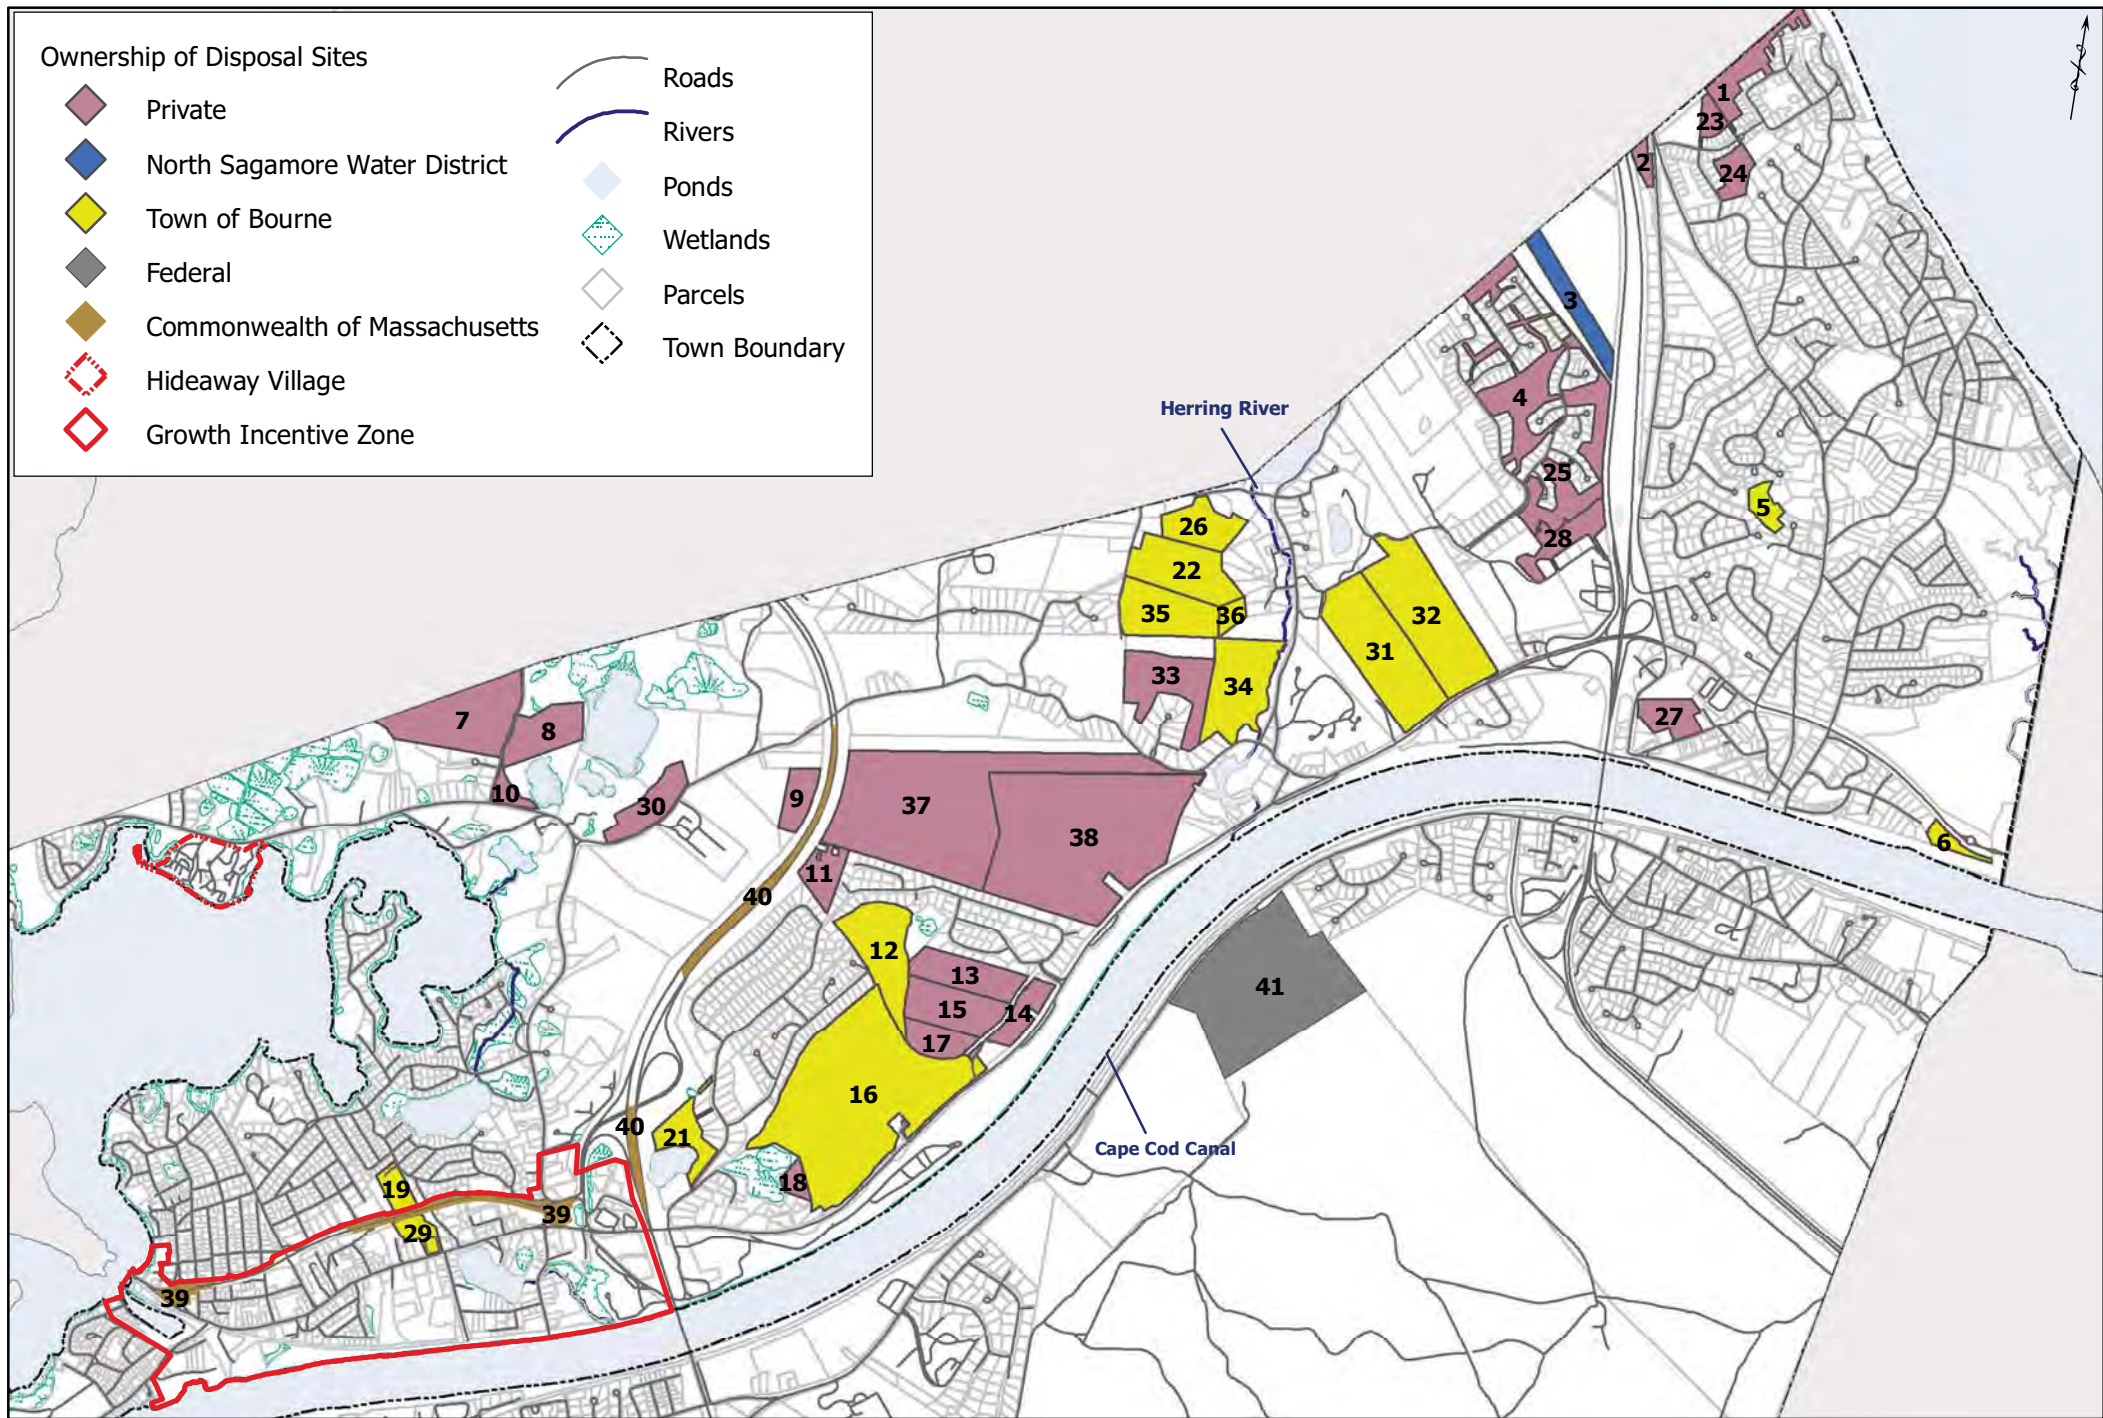 Ownership of Disposal Sites
Private
North Sagamore Water District
Town of Bourne
Federal
Commonwealth of Massachusetts
Hideaway Village
Growth Incentive Zone
Roads
Rivers
Ponds
Wetlands
Parcels
Town Boundary
1
23
2
24
3
4
Herring River
25
5
26
28
22
35
36
32
31
33
34
7
8
27
10
30
9
37
38
6
11
40
12
13
41
15
14
17
16
40
21
Cape Cod Canal
18
19
39
29
39